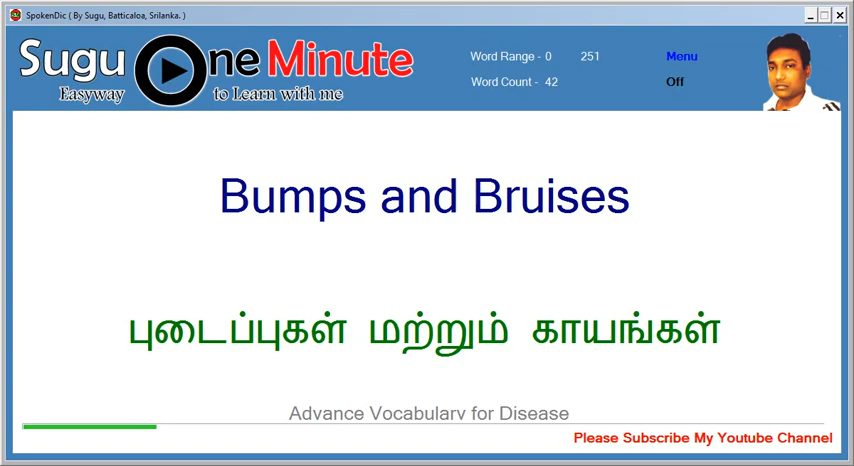 SpokenDic ( By Sugu, Batticaloa, Srilanka. )
Sugu One Minute
Easyway to Learn with me
Word Range - 0 251
Menu
Word Count - 42
Off
Bumps and Bruises
புடைப்புகள் மற்றும் காயங்கள்
Advance Vocabulary for Disease
Please Subscribe My Youtube Channel